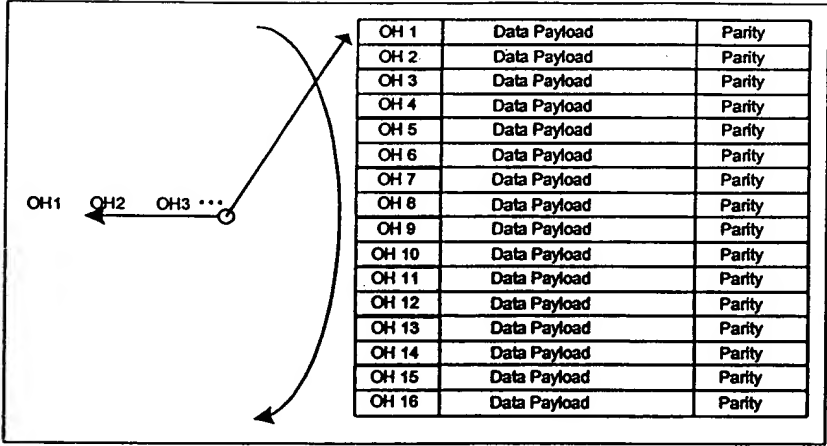 OH 1 Data Payload Parity
OH 2 Data Payload Parity
OH 3 Data Payload Parity
OH 4 Data Payload Parity
OH 5 Data Payload Parity
OH 6 Data Payload Parity
OH 7 Data Payload Parity
OH1 OH2 OH3 ···
OH 8 Data Payload Parity
OH 9 Data Payload Parity
OH 10 Data Payload Parity
OH 11 Data Payload Parity
OH 12 Data Payload Parity
OH 13 Data Payload Parity
OH 14 Data Payload Parity
OH 15 Data Payload Parity
OH 16 Data Payload Parity